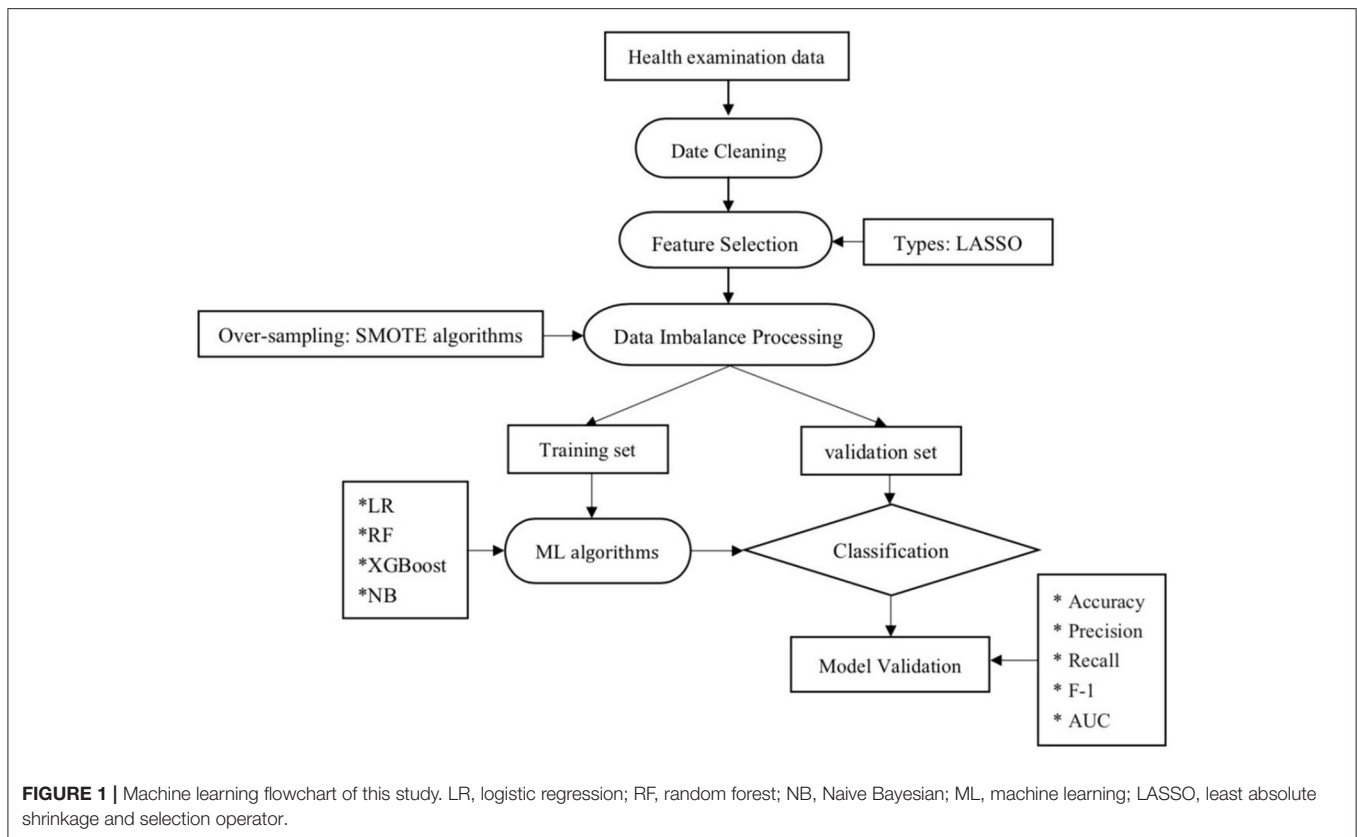 Health examination data
Date Cleaning
Feature Selection
Types: LASSO
Over-sampling: SMOTE algorithms
Data Imbalance Processing
Training set
validation set
*LR
*RF
*XGBoost
*NB
ML algorithms
Classification
* Accuracy
* Precision
* Recall
* F-1
* AUC
Model Validation
FIGURE 1 | Machine learning flowchart of this study. LR, logistic regression; RF, random forest; NB, Naive Bayesian; ML, machine learning; LASSO, least absolute
shrinkage and selection operator.